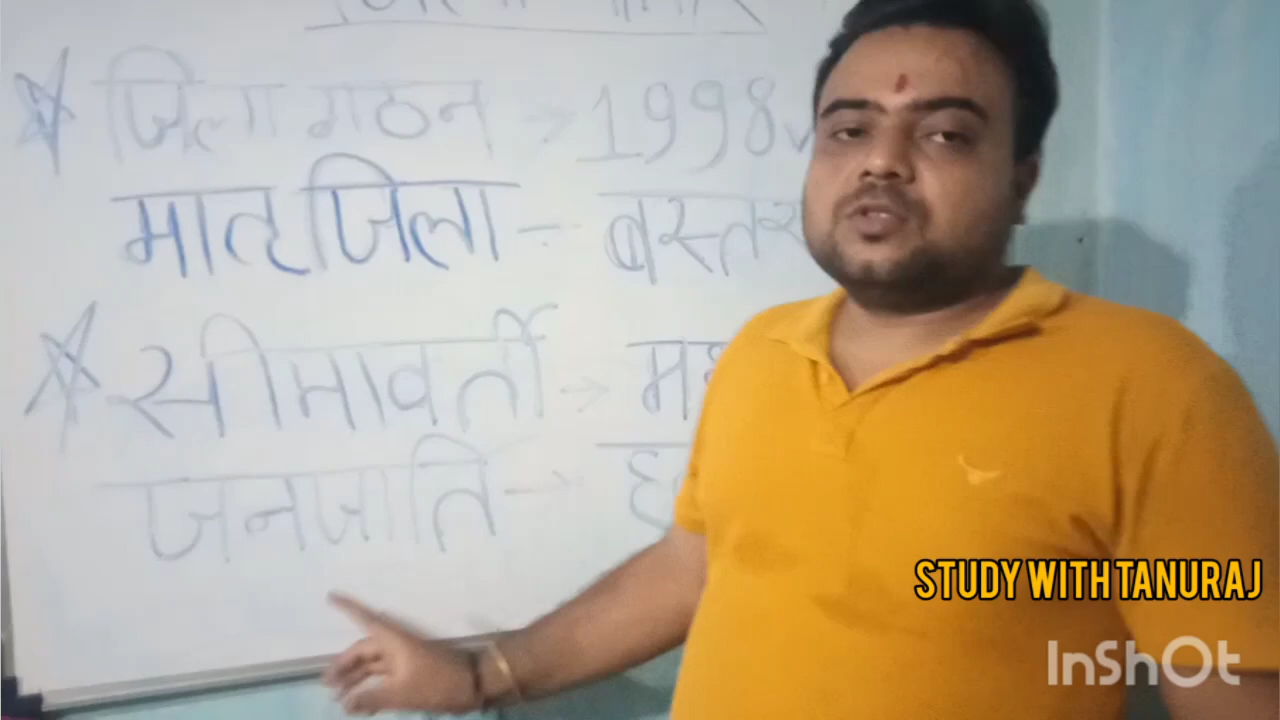 जिला
★ जिला गठन → 1998
मातृजिला - बस्तर
★ सीमावर्ती →
जनजाति →
STUDY WITH TANURAJ
InShOt